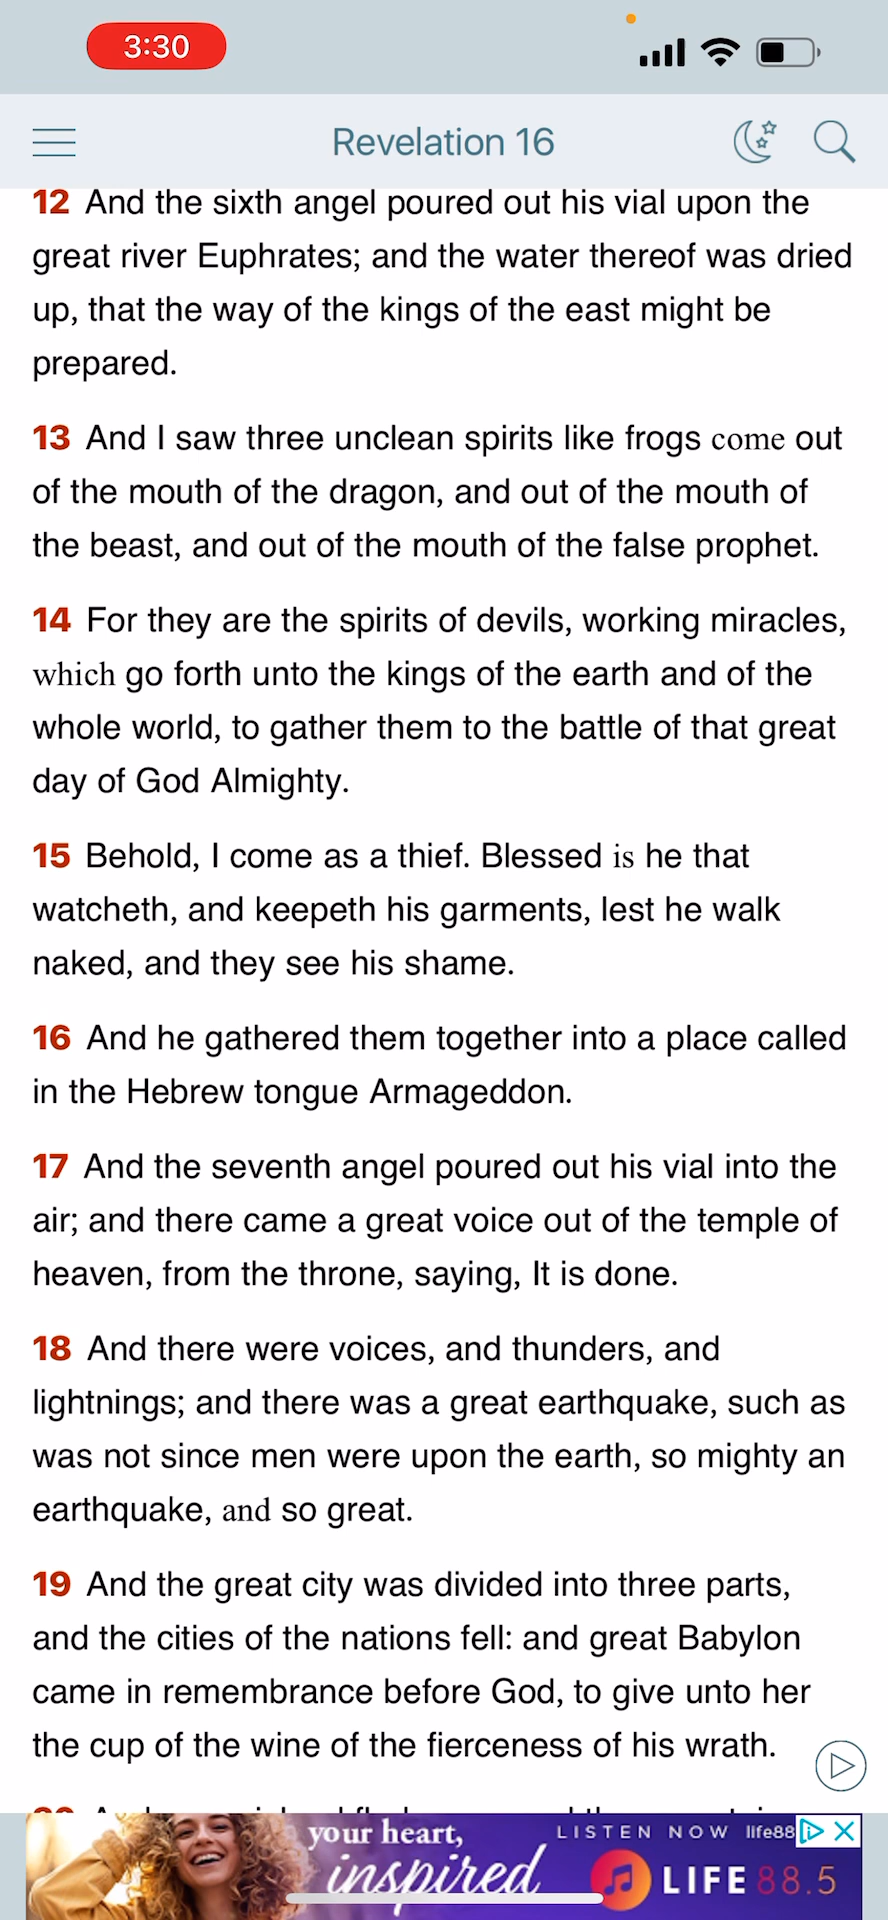 3:30
Revelation 16
12 And the sixth angel poured out his vial upon the
great river Euphrates; and the water thereof was dried
up, that the way of the kings of the east might be
prepared.
13 And I saw three unclean spirits like frogs come out
of the mouth of the dragon, and out of the mouth of
the beast, and out of the mouth of the false prophet.
14 For they are the spirits of devils, working miracles,
which go forth unto the kings of the earth and of the
whole world, to gather them to the battle of that great
day of God Almighty.
15 Behold, I come as a thief. Blessed is he that
watcheth, and keepeth his garments, lest he walk
naked, and they see his shame.
16 And he gathered them together into a place called
in the Hebrew tongue Armageddon.
17 And the seventh angel poured out his vial into the
air; and there came a great voice out of the temple of
heaven, from the throne, saying, It is done.
18 And there were voices, and thunders, and
lightnings; and there was a great earthquake, such as
was not since men were upon the earth, so mighty an
earthquake, and so great.
19 And the great city was divided into three parts,
and the cities of the nations fell: and great Babylon
came in remembrance before God, to give unto her
the cup of the wine of the fierceness of his wrath.
your heart,
inspired
LISTEN NOW life88
LIFE 88.5